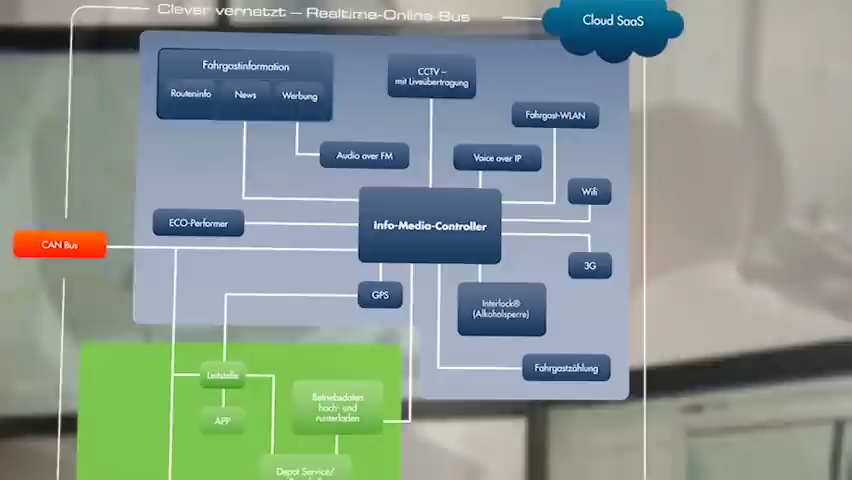 Clever vernetzt – Realtime-Online-Bus
Cloud SaaS
Fahrgastinformation
Routeninfo
News
Werbung
CCTV –
mit Liveübertragung
Fahrgast-WLAN
Audio over FM
Voice over IP
Wifi
ECO-Performer
Info-Media-Controller
CAN Bus
3G
GPS
Interlock®
(Alkoholsperre)
Fahrgastzählung
Leitstelle
Betriebsdaten
hoch- und
runterladen
APP
Depot Service/